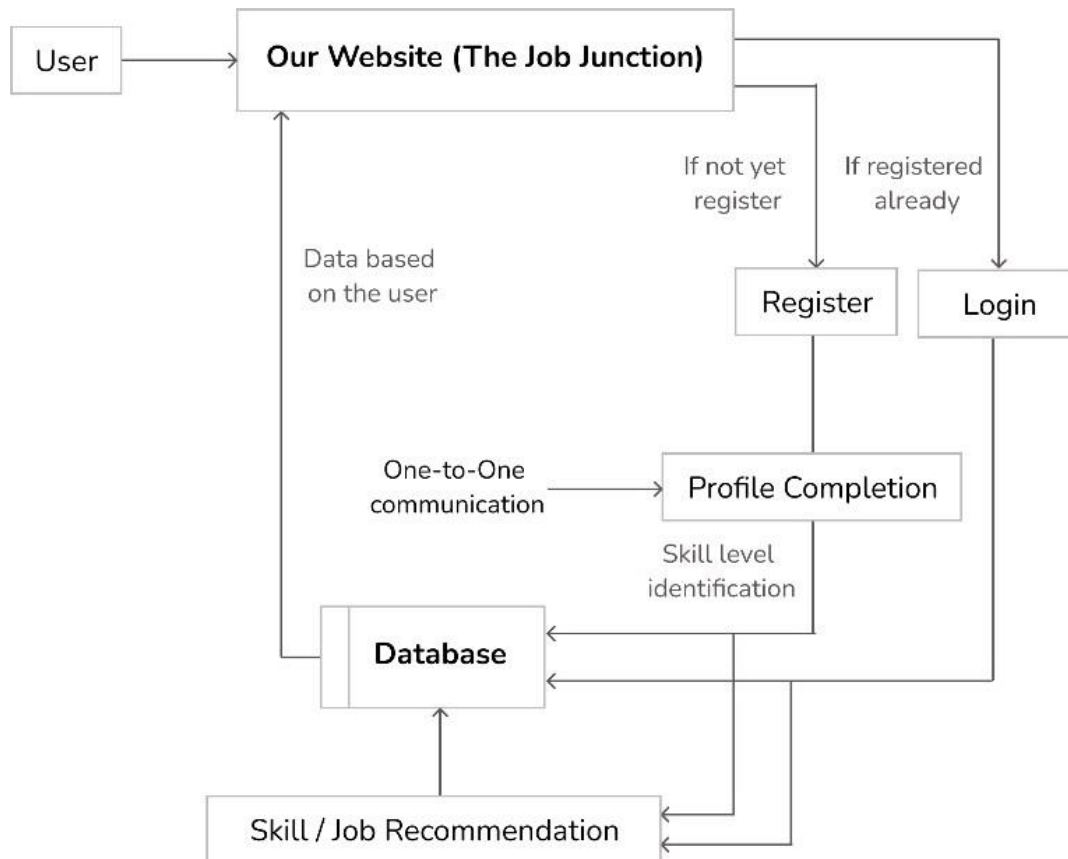 User
Our Website (The Job Junction)
If not yet
register
If registered
already
Data based
on the user
Register
Login
One-to-One
communication
Profile Completion
Skill level
identification
Database
Skill / Job Recommendation